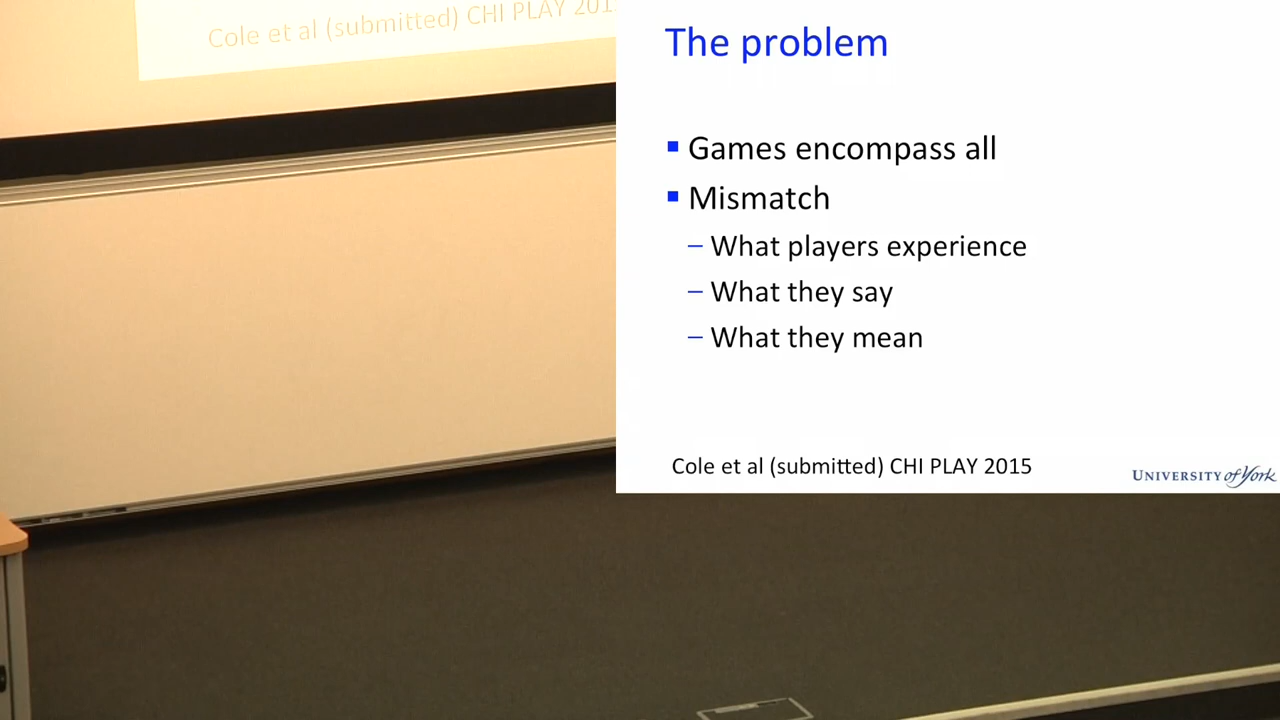 Cole et al (submitted) CHI PLAY 201
The problem
Games encompass all
Mismatch
– What players experience
– What they say
– What they mean
Cole et al (submitted) CHI PLAY 2015
UNIVERSITY of York